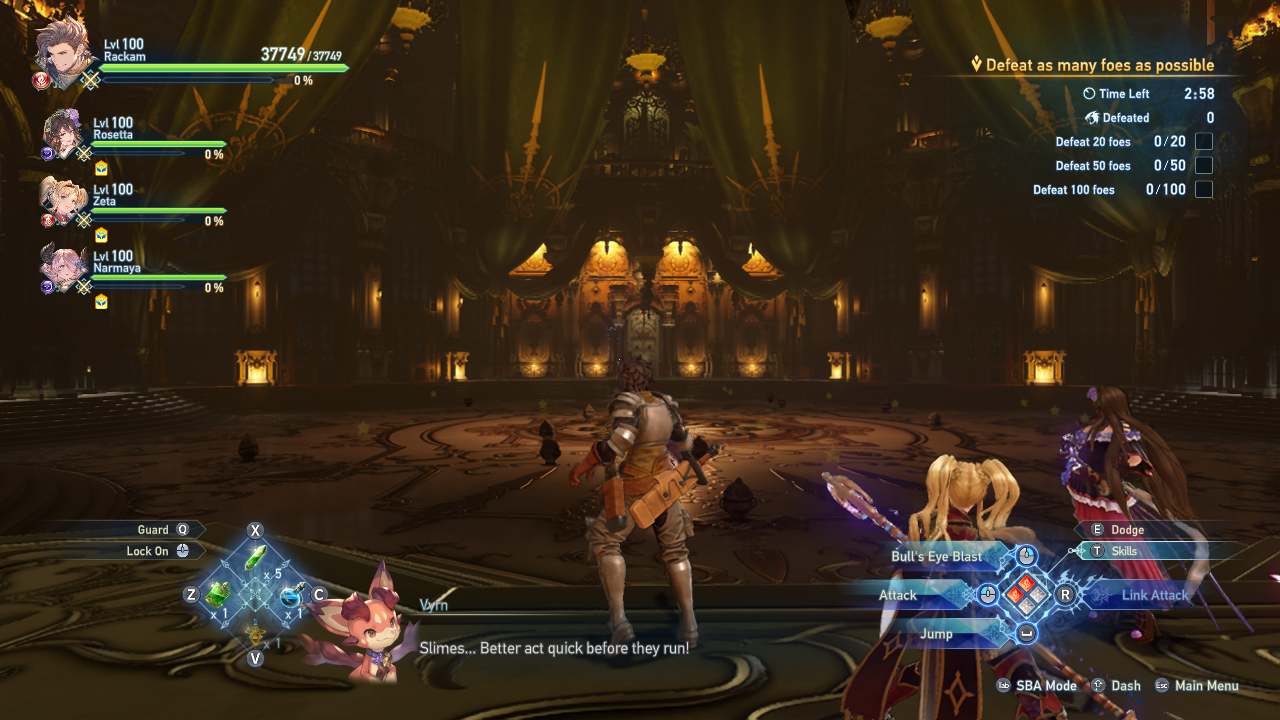 Lvl 100
Rackam
37749/37749
0 %
Lvl 100
Rosetta
0 %
Lvl 100
Zeta
0 %
Lvl 100
Narmaya
0 %
Defeat as many foes as possible
Time Left 2:58
Defeated 0
Defeat 20 foes 0/20
Defeat 50 foes 0/50
Defeat 100 foes 0/100
Guard Q
Lock On
X
x 5
Z
x 1
C
x 1
x 1
V
Vyrn
Slimes... Better act quick before they run!
E Dodge
T Skills
Bull's Eye Blast
Attack
R Link Attack
Jump
Tab SBA Mode
Dash
Esc Main Menu